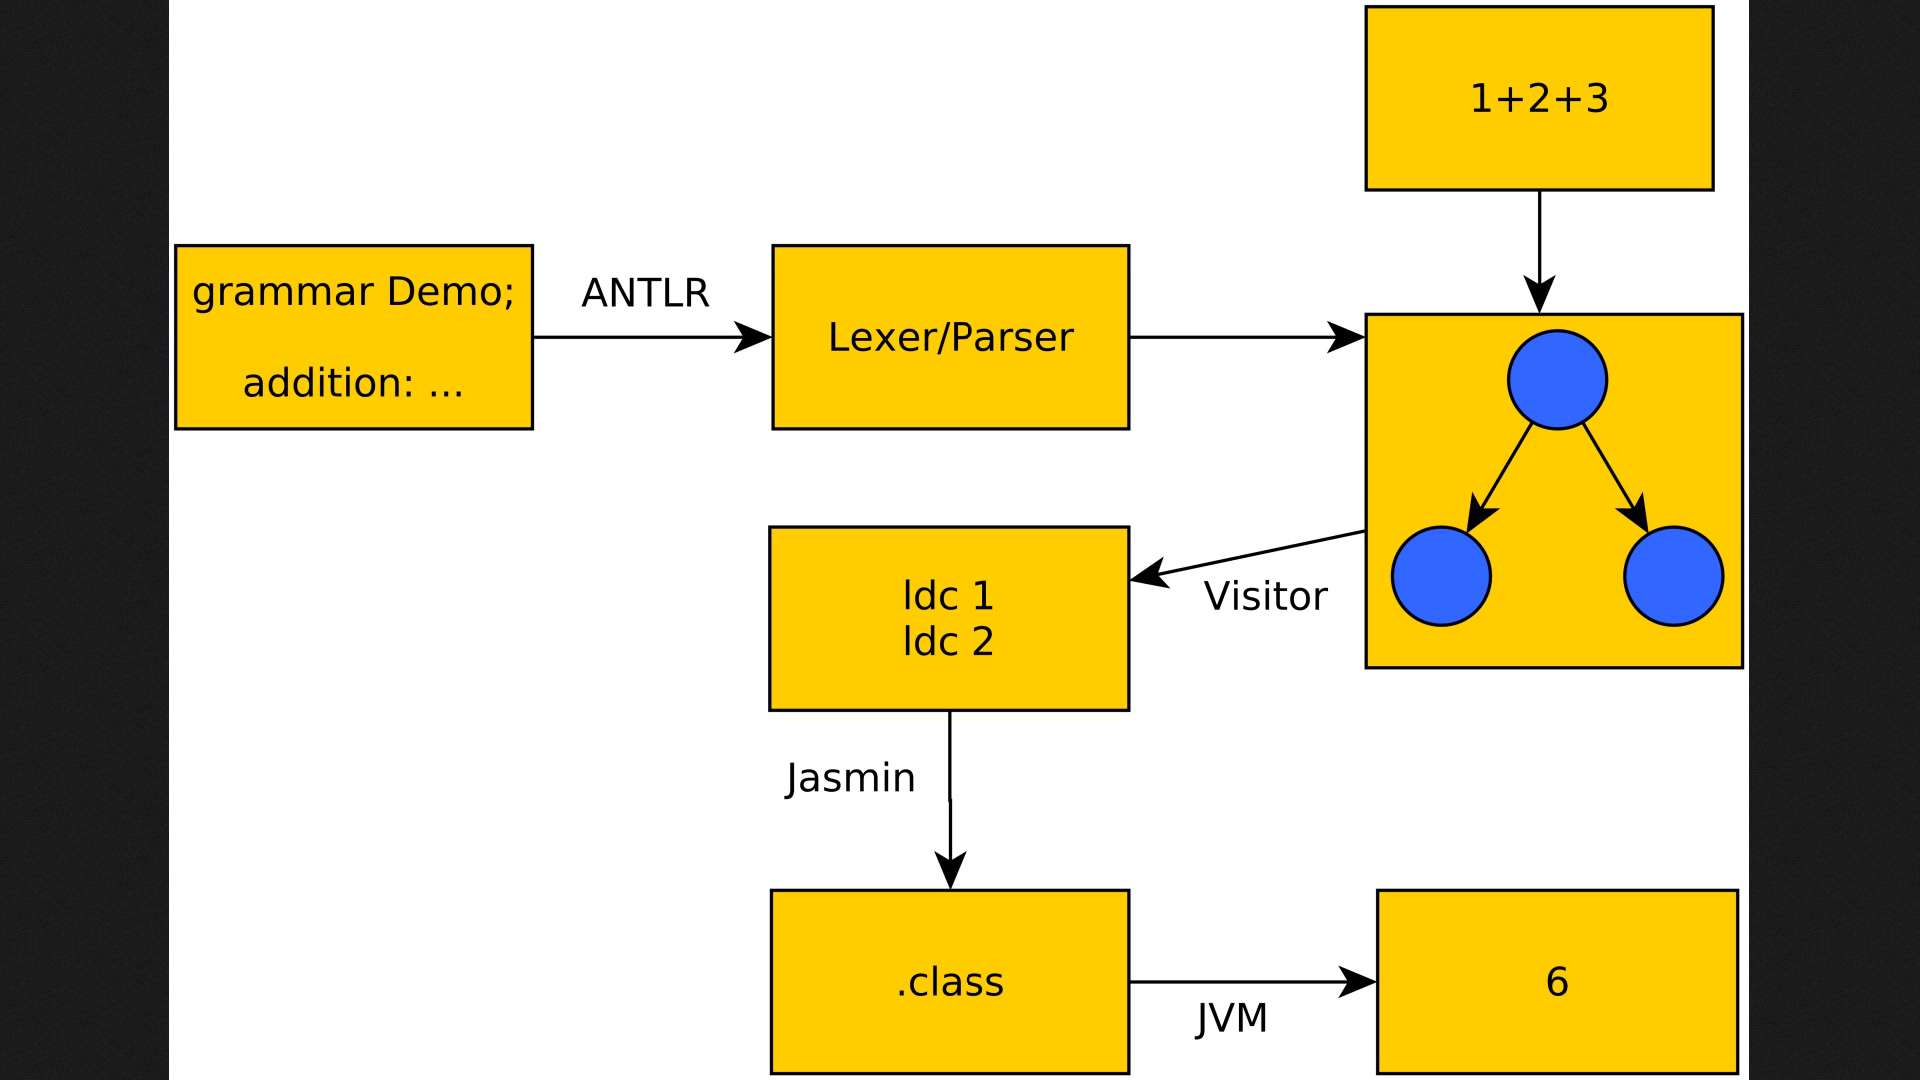 1+2+3
grammar Demo;
addition: ...
ANTLR
Lexer/Parser
ldc 1
ldc 2
Visitor
Jasmin
.class
JVM
6